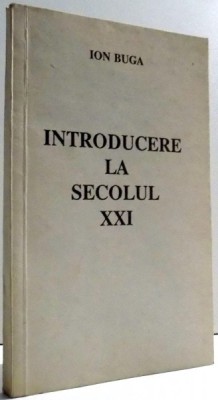 ION BUGA
INTRODUCERE
LA
SECOLUL
XXI